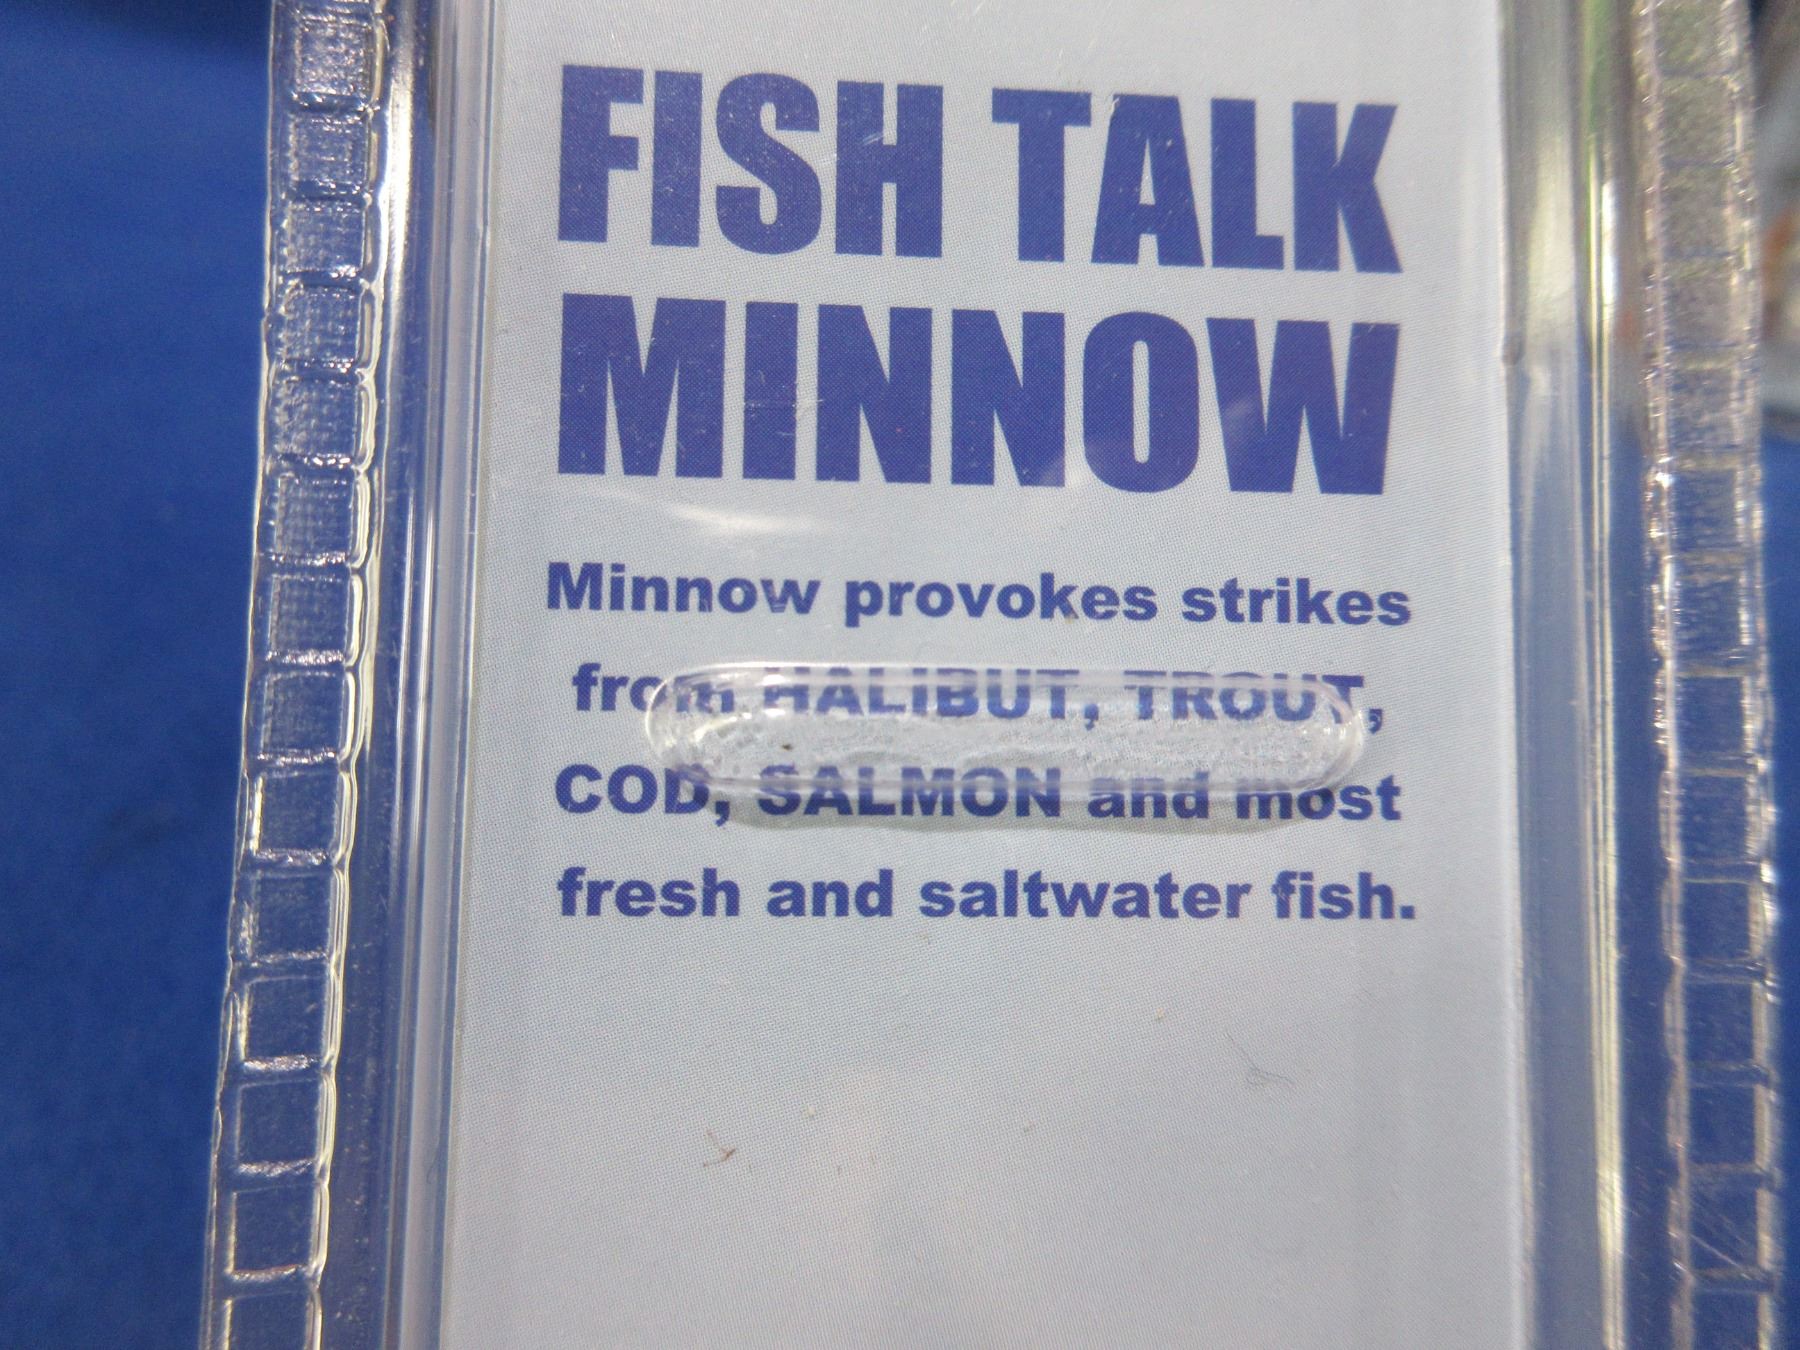 FISH TALK
MINNOW
Minnow provokes strikes
from HALIBUT, TROUT,
COD, SALMON and most
fresh and saltwater fish.